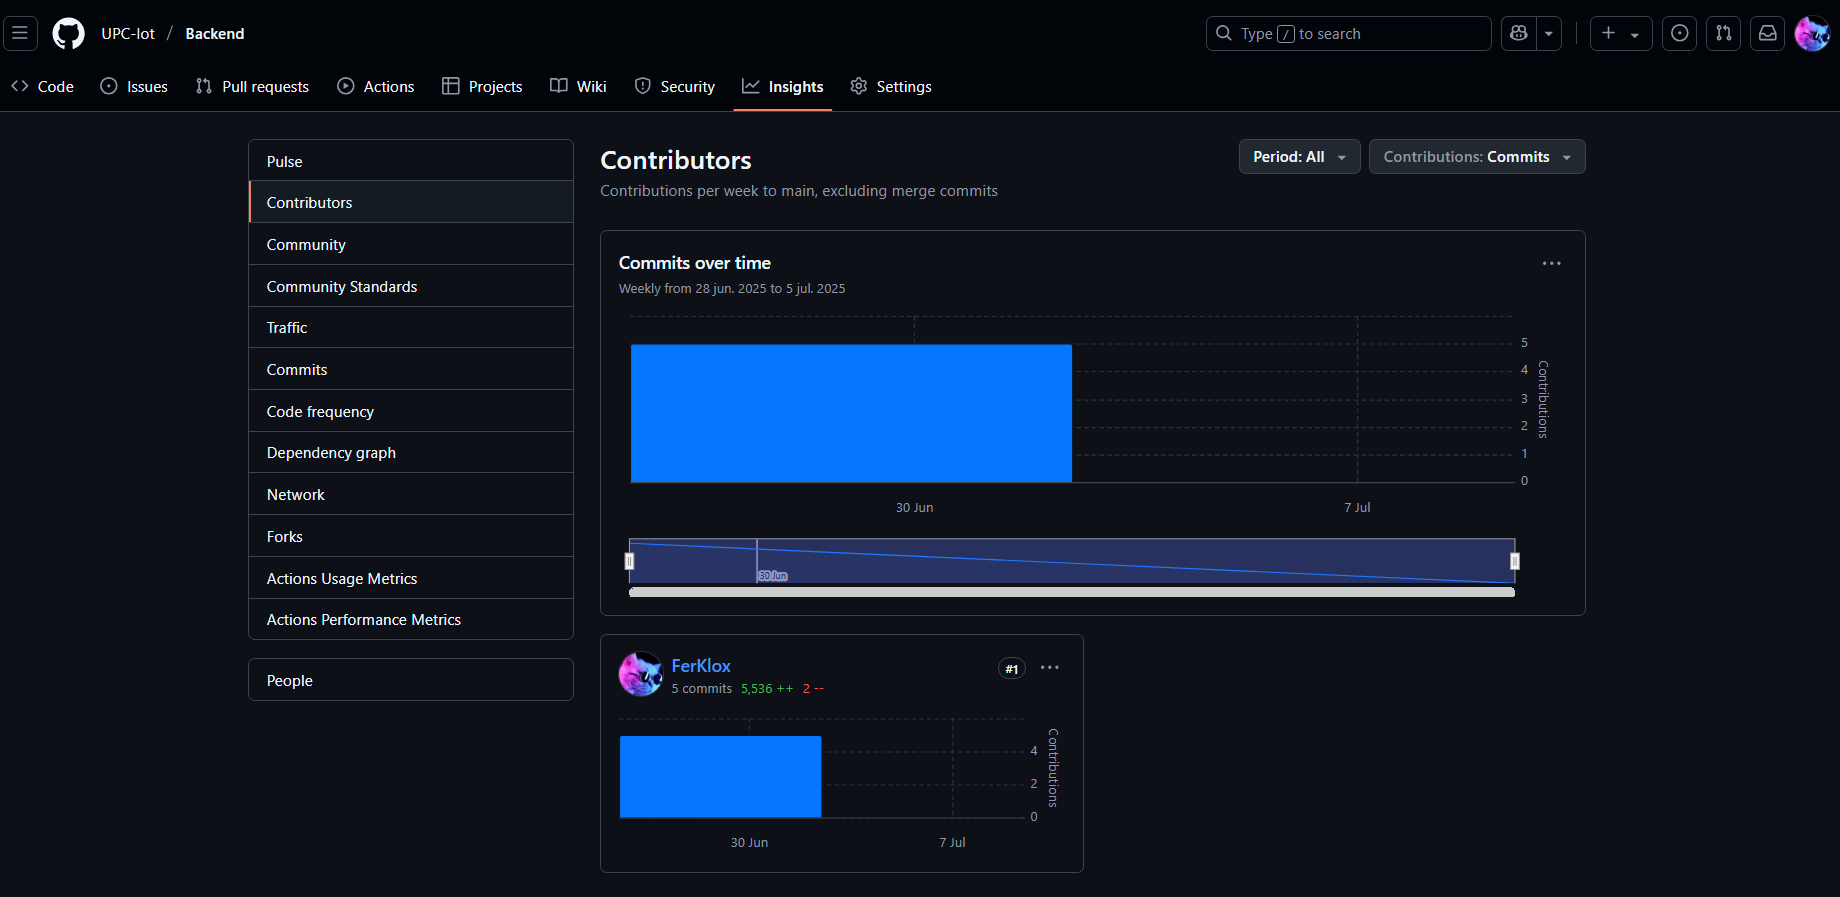 UPC-Iot / Backend
Type / to search
Code
Issues
Pull requests
Actions
Projects
Wiki
Security
Insights
Settings
Pulse
Contributors
Community
Community Standards
Traffic
Commits
Code frequency
Dependency graph
Network
Forks
Actions Usage Metrics
Actions Performance Metrics
People
Contributors
Contributions per week to main, excluding merge commits
Period: All
Contributions: Commits
Commits over time
Weekly from 28 jun. 2025 to 5 jul. 2025
5
4
3
2
1
0
Contributions
30 Jun
7 Jul
30 Jun
FerKlox
5 commits 5,536 ++ 2 --
#1
4
2
0
Contributions
30 Jun
7 Jul